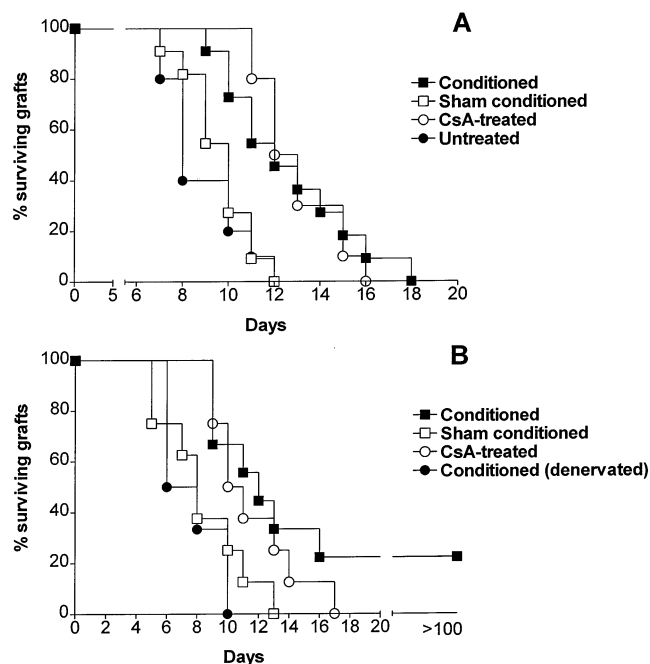 A
% surviving grafts
100
80
60
40
20
0
0 5 6 8 10 12 14 16 18 20
Days
Conditioned
Sham conditioned
CsA-treated
Untreated
B
% surviving grafts
100
80
60
40
20
0
0 2 4 6 8 10 12 14 16 18 20 >100
Days
Conditioned
Sham conditioned
CsA-treated
Conditioned (denervated)